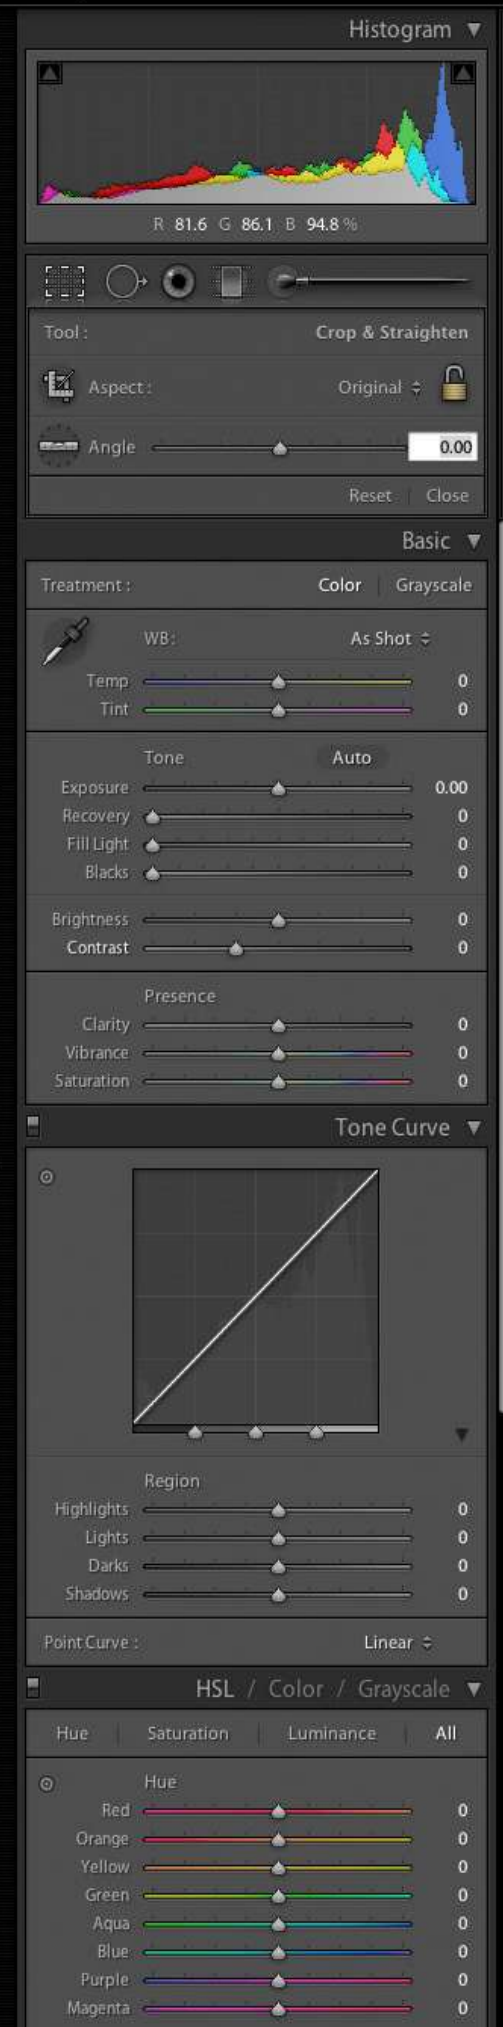 Histogram
R 81.6 G 86.1 B 94.8 %
Tool : Crop & Straighten
Aspect : Original
Angle 0.00
Reset Close
Basic
Treatment : Color Grayscale
WB: As Shot
Temp 0
Tint 0
Tone Auto
Exposure 0.00
Recovery 0
Fill Light 0
Blacks 0
Brightness 0
Contrast 0
Presence
Clarity 0
Vibrance 0
Saturation 0
Tone Curve
Region
Highlights 0
Lights 0
Darks 0
Shadows 0
Point Curve : Linear
HSL / Color / Grayscale
Hue Saturation Luminance All
Hue
Red 0
Orange 0
Yellow 0
Green 0
Aqua 0
Blue 0
Purple 0
Magenta 0